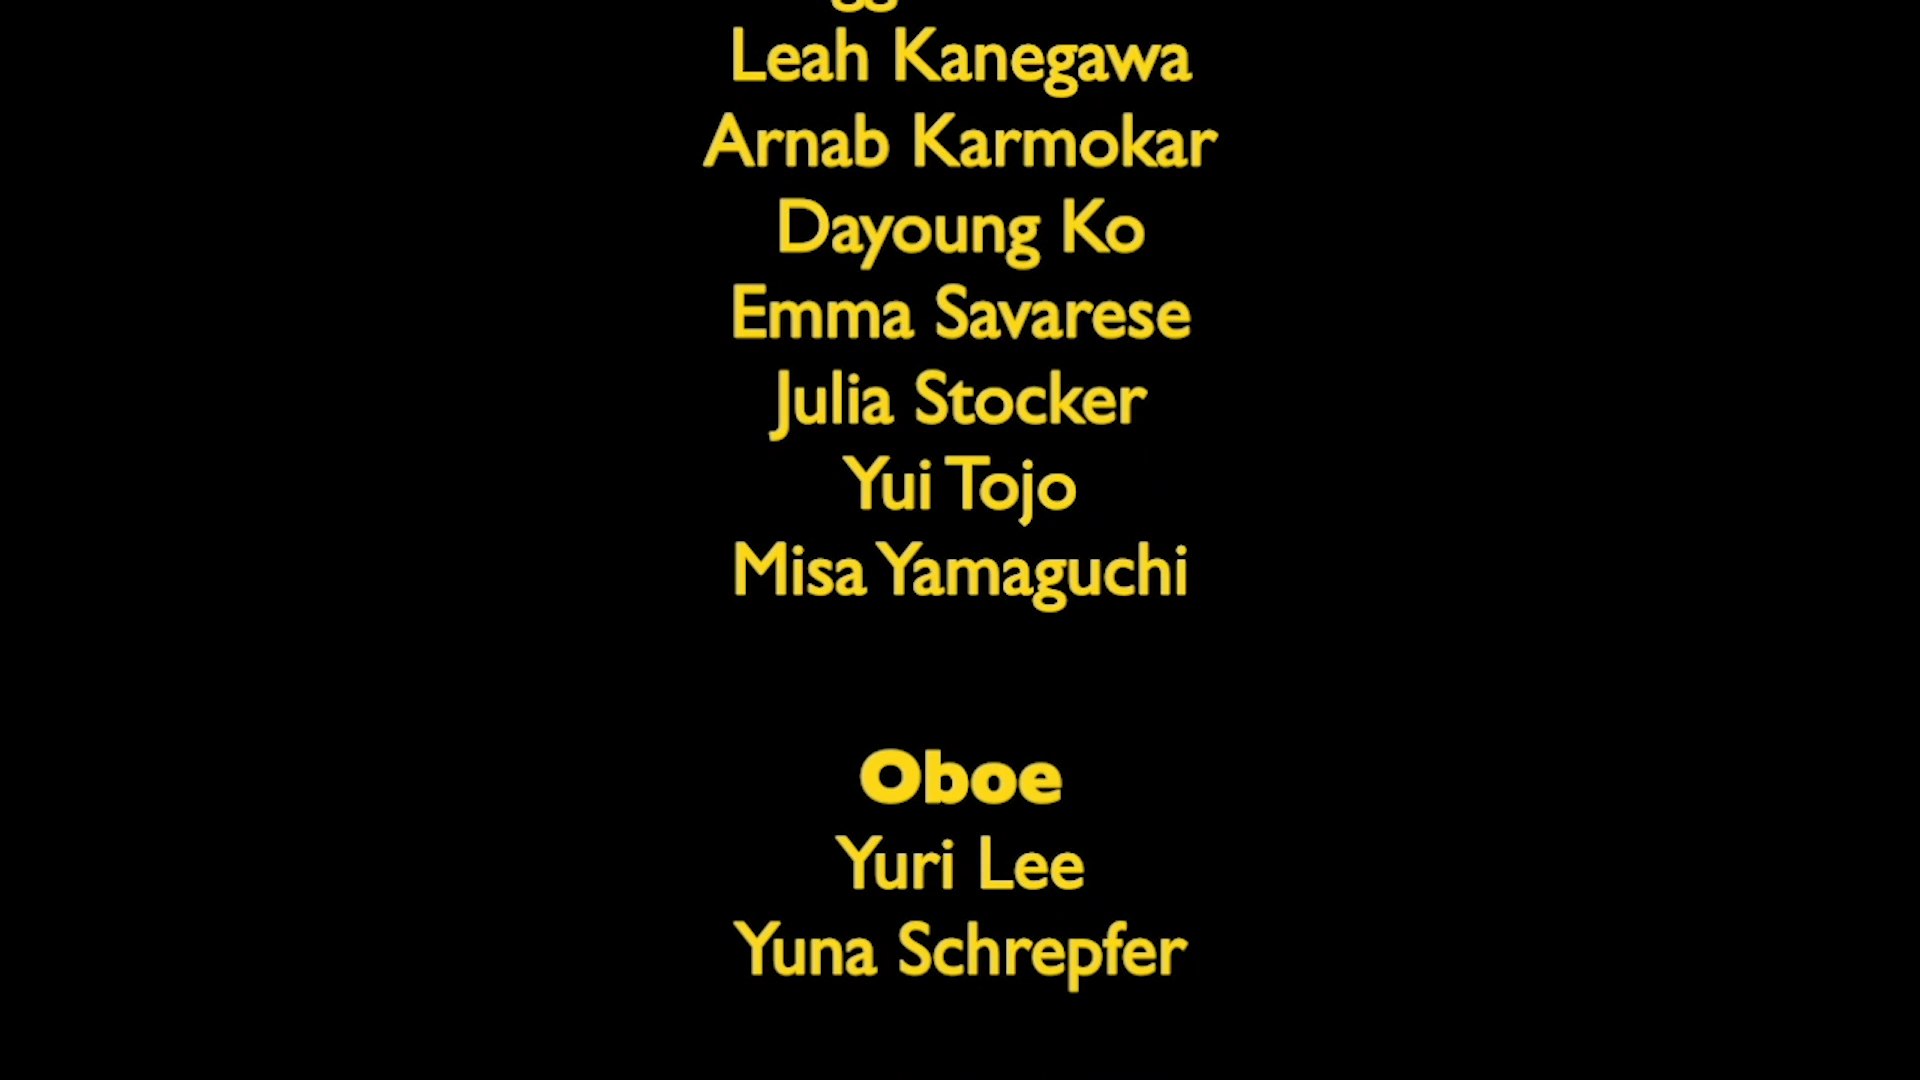 Leah Kanegawa
Arnab Karmokar
Dayoung Ko
Emma Savarese
Julia Stocker
Yui Tojo
Misa Yamaguchi
Oboe
Yuri Lee
Yuna Schrepfer